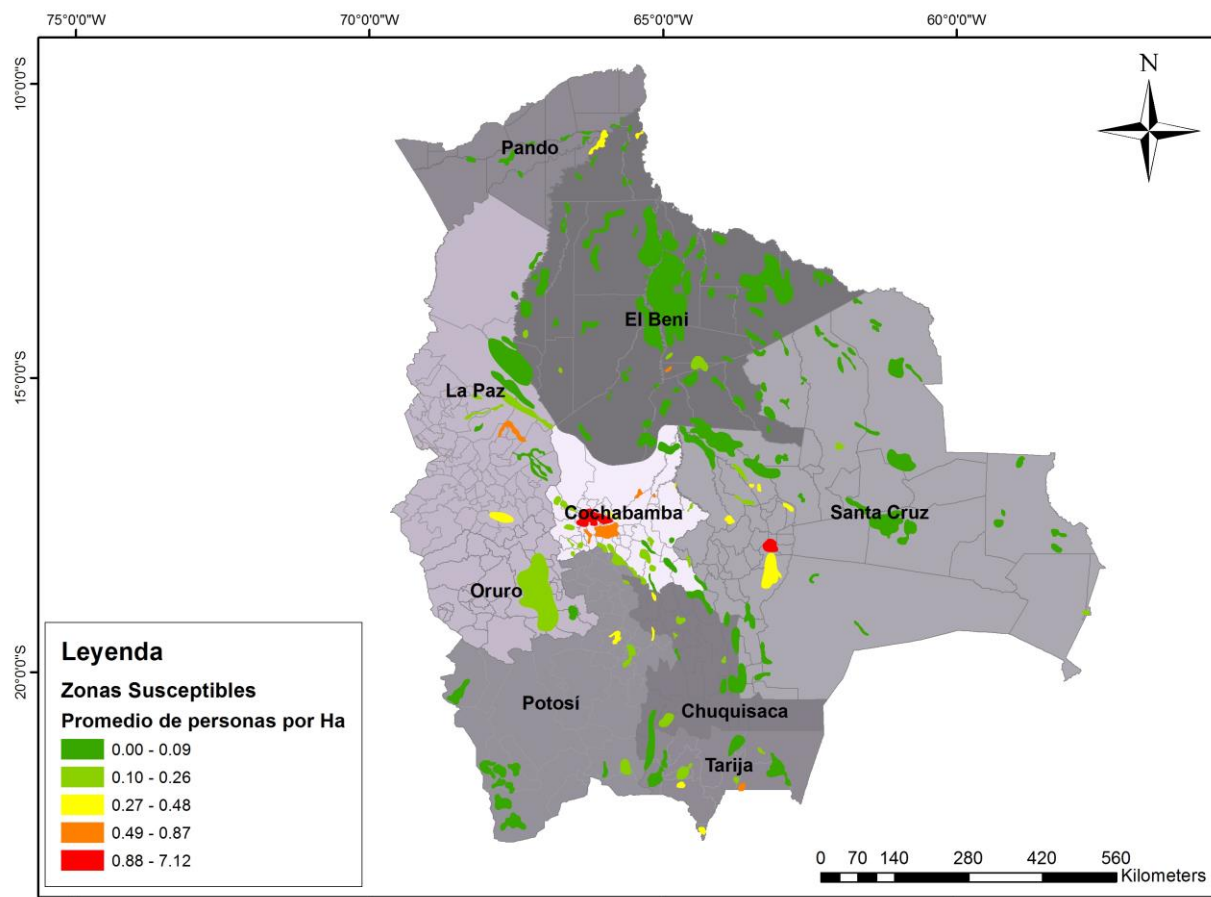 75°0'0"W 70°0'0"W 65°0'0"W 60°0'0"W
10°0'0"S
15°0'0"S
20°0'0"S
N
Pando
El Beni
La Paz
Cochabamba
Santa Cruz
Oruro
Potosí
Chuquisaca
Tarija
Leyenda
Zonas Susceptibles
Promedio de personas por Ha
0.00 - 0.09
0.10 - 0.26
0.27 - 0.48
0.49 - 0.87
0.88 - 7.12
0 70 140 280 420 560
Kilometers